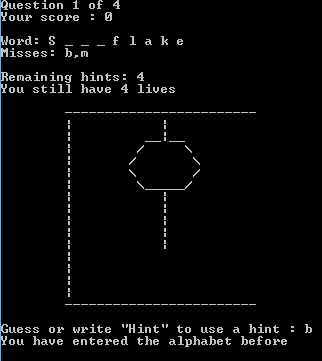 Question 1 of 4
Your score : 0
Word: S _ _ _ f l a k e
Misses: b,m
Remaining hints: 4
You still have 4 lives
Guess or write "Hint" to use a hint : b
You have entered the alphabet before